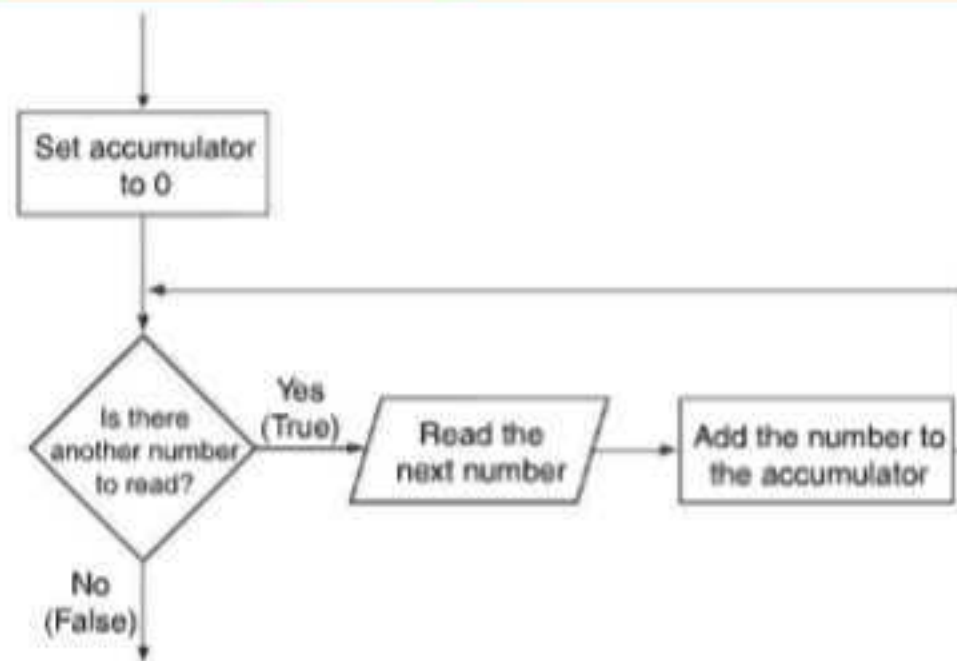 Set accumulator
to 0
Is there
another number
to read?
Yes
(True)
Read the
next number
Add the number to
the accumulator
No
(False)